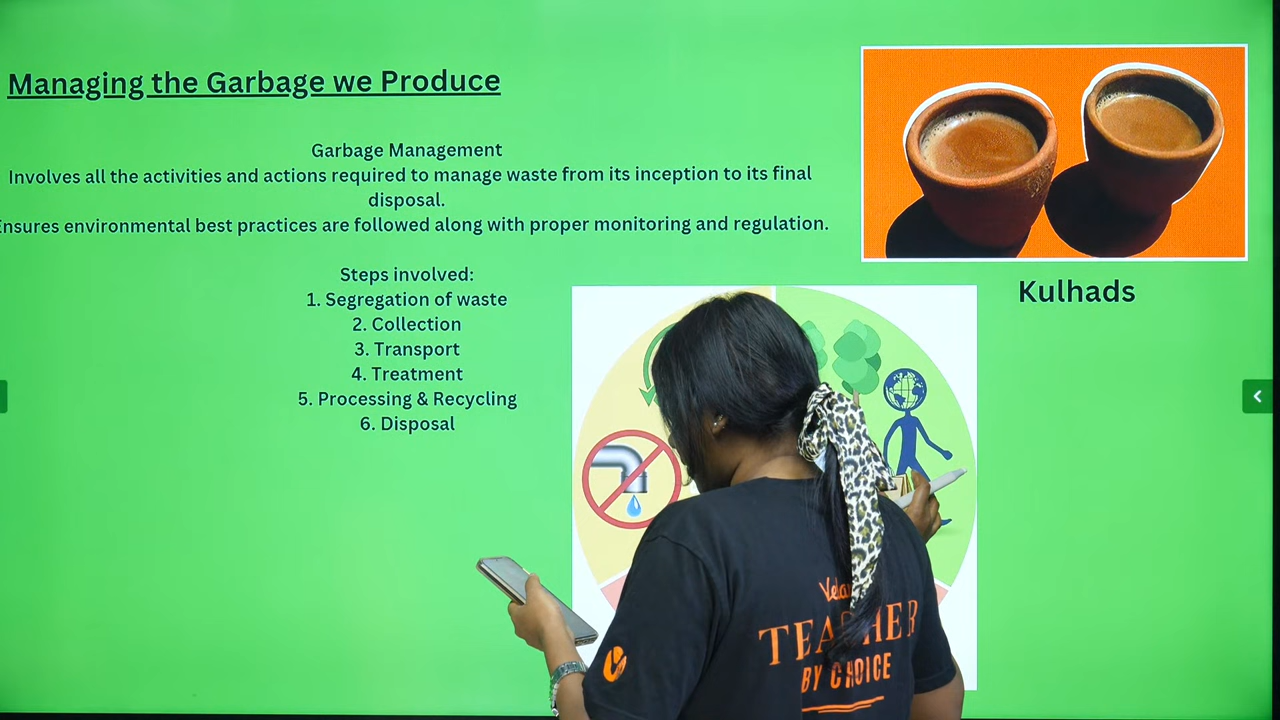 Managing the Garbage we Produce
Garbage Management
Involves all the activities and actions required to manage waste from its inception to its final
disposal.
Ensures environmental best practices are followed along with proper monitoring and regulation.
Steps involved:
1. Segregation of waste
2. Collection
3. Transport
4. Treatment
5. Processing & Recycling
6. Disposal
Kulhads
TEACHER
BY CHOICE